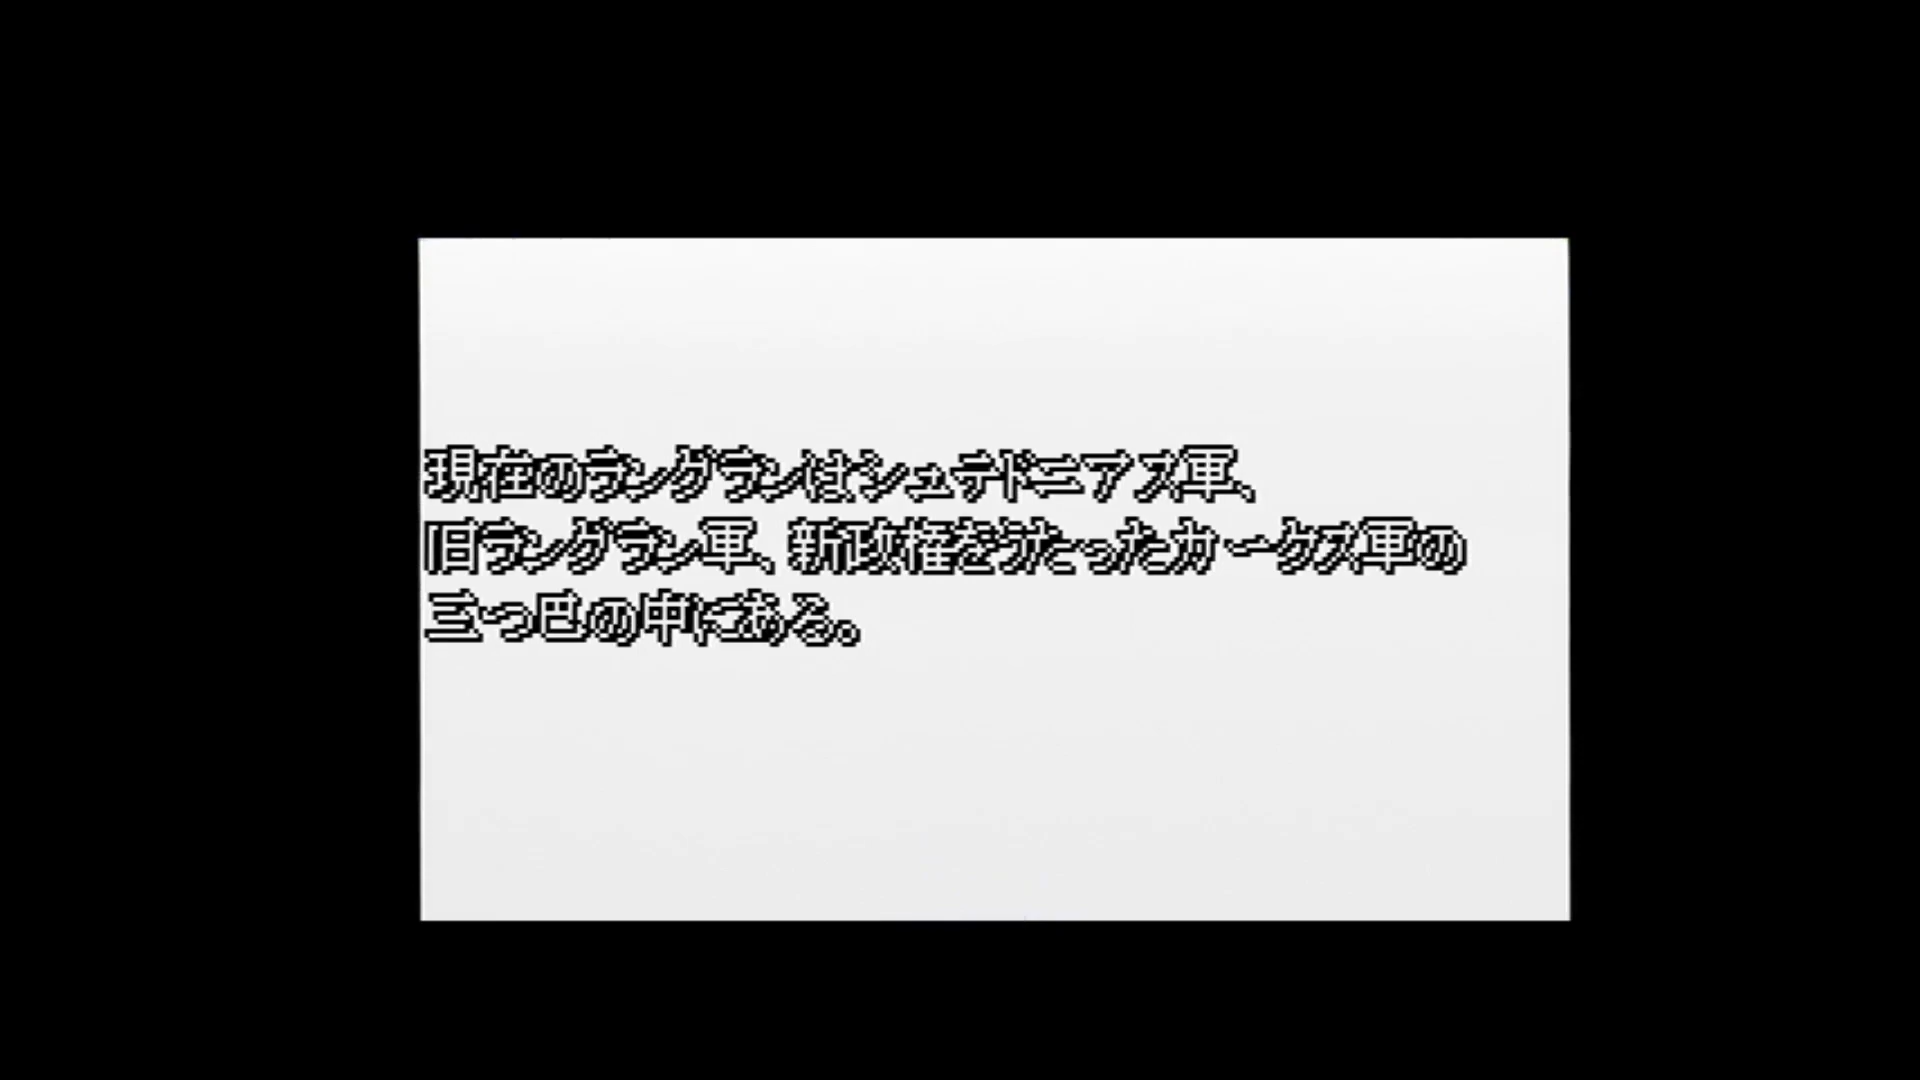 現在のラングランはシュテドニアス軍、
旧ラングラン軍、新政権をうたったカークス軍の
三つ巴の中にある。